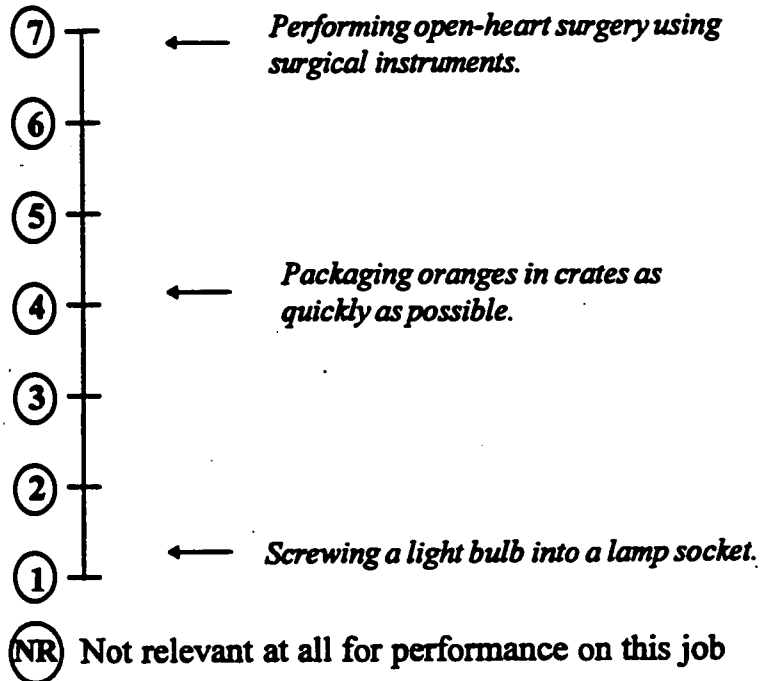 7
Performing open-heart surgery using
surgical instruments.
6
5
Packaging oranges in crates as
4
quickly as possible.
3
2
Screwing a light bulb into a lamp socket.
1
NR Not relevant at all for performance on this job